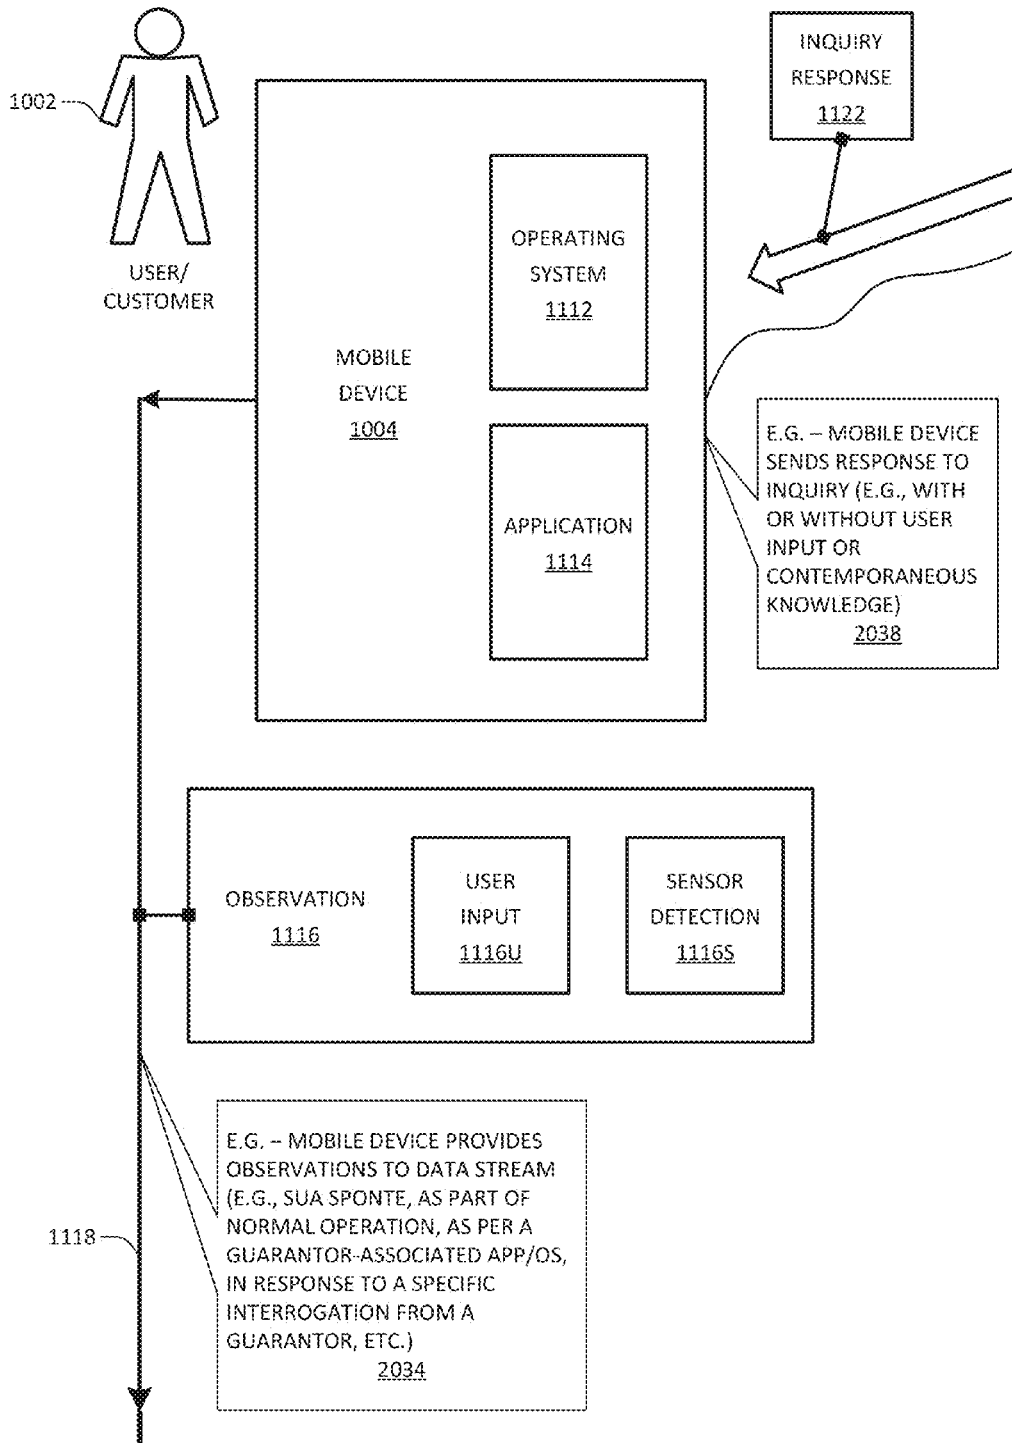 INQUIRY
RESPONSE
1122
1002
USER/
CUSTOMER
OPERATING
SYSTEM
1112
MOBILE
DEVICE
1004
APPLICATION
1114
E.G. – MOBILE DEVICE
SENDS RESPONSE TO
INQUIRY (E.G., WITH
OR WITHOUT USER
INPUT OR
CONTEMPORANEOUS
KNOWLEDGE)
2038
OBSERVATION
1116
USER
INPUT
1116U
SENSOR
DETECTION
1116S
E.G. – MOBILE DEVICE PROVIDES
OBSERVATIONS TO DATA STREAM
(E.G., SUA SPONTE, AS PART OF
NORMAL OPERATION, AS PER A
GUARANTOR-ASSOCIATED APP/OS,
IN RESPONSE TO A SPECIFIC
INTERROGATION FROM A
GUARANTOR, ETC.)
2034
1118